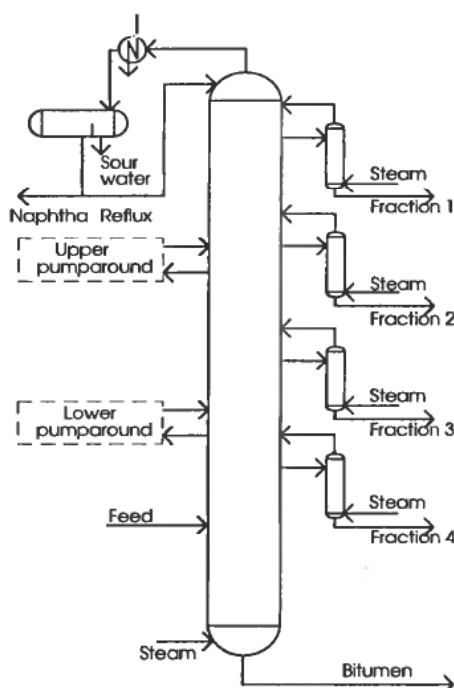 N
Sour
water
Naphtha Reflux
Upper
pumparound
Lower
pumparound
Feed
Steam
Bitumen
Steam
Fraction 1
Steam
Fraction 2
Steam
Fraction 3
Steam
Fraction 4